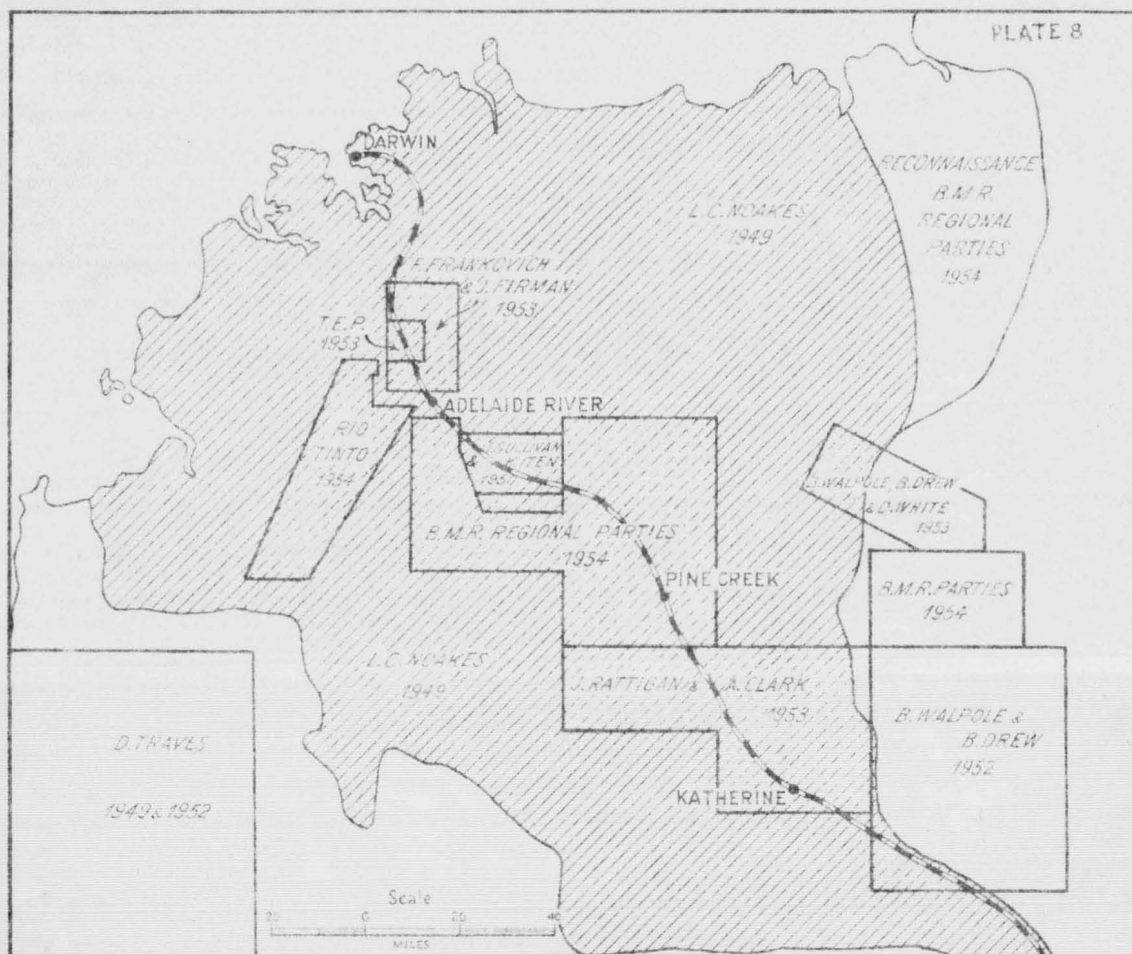 PLATE 8
DARWIN
RECONNAISSANCE
B.M.R.
REGIONAL
PARTIES
1954
L.C. NOAKES
1949
F. FRANKOVICH
& J. FIRMAN
1953
T.E.P.
1953
ADELAIDE RIVER
RIO
TINTO
1954
SULLIVAN
&
B.M.R. REGIONAL PARTIES
1954
WALPOLE, B. DREW
& D. WHITE
1953
PINE CREEK
B.M.R. PARTIES
1954
L.C. NOAKES
1949
J. RATTIGAN & A. CLARK
1953
B. WALPOLE &
B. DREW
1952
D. TRAVES
1949 & 1952
KATHERINE
Scale
20 0 20 40
MILES